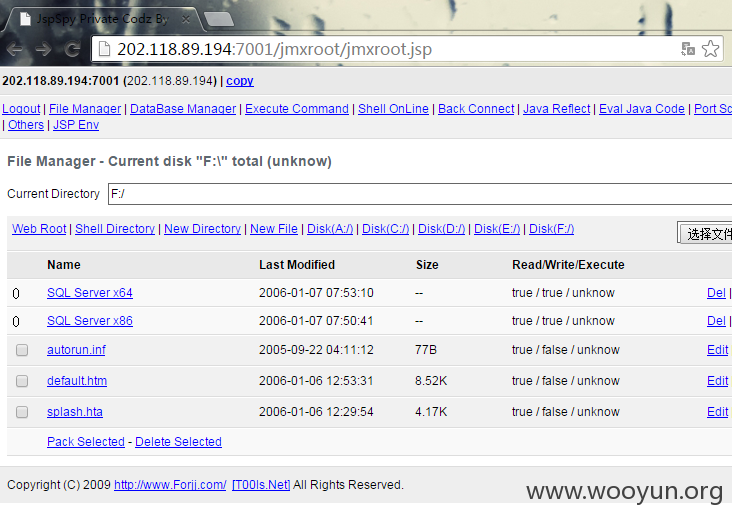 JspSpy Private Codz By
202.118.89.194:7001/jmxroot/jmxroot.jsp
202.118.89.194:7001 (202.118.89.194) | copy
Logout | File Manager | DataBase Manager | Execute Command | Shell OnLine | Back Connect | Java Reflect | Eval Java Code | Port Sc
| Others | JSP Env
File Manager - Current disk "F:\" total (unknow)
Current Directory F:/
Web Root | Shell Directory | New Directory | New File | Disk(A:/) | Disk(C:/) | Disk(D:/) | Disk(E:/) | Disk(F:/) 选择文件
Name Last Modified Size Read/Write/Execute
0 SQL Server x64 2006-01-07 07:53:10 -- true / true / unknow Del |
0 SQL Server x86 2006-01-07 07:50:41 -- true / true / unknow Del |
autorun.inf 2005-09-22 04:11:12 77B true / false / unknow Edit
default.htm 2006-01-06 12:53:31 8.52K true / false / unknow Edit
splash.hta 2006-01-06 12:29:54 4.17K true / false / unknow Edit
Pack Selected - Delete Selected
Copyright (C) 2009 http://www.Forjj.com/ [T00ls.Net] All Rights Reserved.
www.wooyun.org